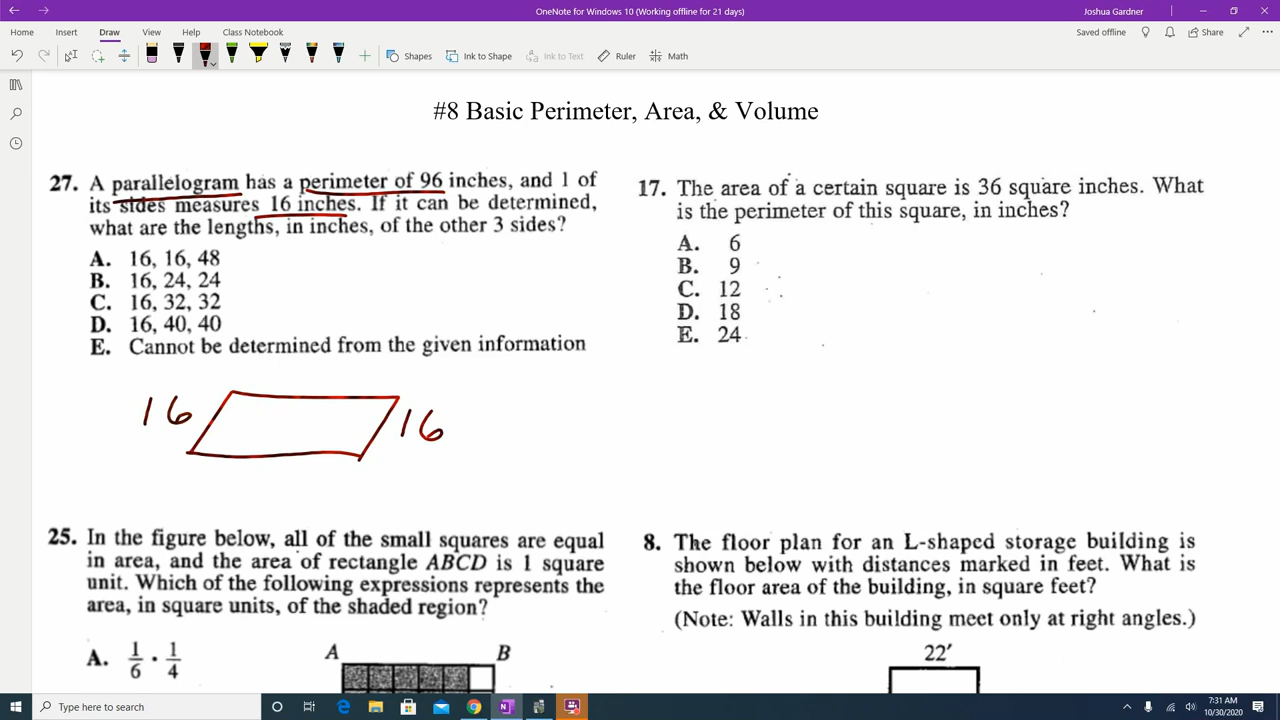 OneNote for Windows 10 (Working offline for 21 days)
Joshua Gardner
Home Insert Draw View Help Class Notebook
Saved offline
Share
Shapes
Ink to Shape
Ink to Text
Ruler
Math
#8 Basic Perimeter, Area, & Volume
27. A parallelogram has a perimeter of 96 inches, and 1 of
its sides measures 16 inches. If it can be determined,
what are the lengths, in inches, of the other 3 sides?
A. 16, 16, 48
B. 16, 24, 24
C. 16, 32, 32
D. 16, 40, 40
E. Cannot be determined from the given information
16
16
17. The area of a certain square is 36 square inches. What
is the perimeter of this square, in inches?
A. 6
B. 9
C. 12
D. 18
E. 24
25. In the figure below, all of the small squares are equal
in area, and the area of rectangle ABCD is 1 square
unit. Which of the following expressions represents the
area, in square units, of the shaded region?
A. 1/6 · 1/4
A B
8. The floor plan for an L-shaped storage building is
shown below with distances marked in feet. What is
the floor area of the building, in square feet?
(Note: Walls in this building meet only at right angles.)
22′
Type here to search
7:31 AM
10/30/2020